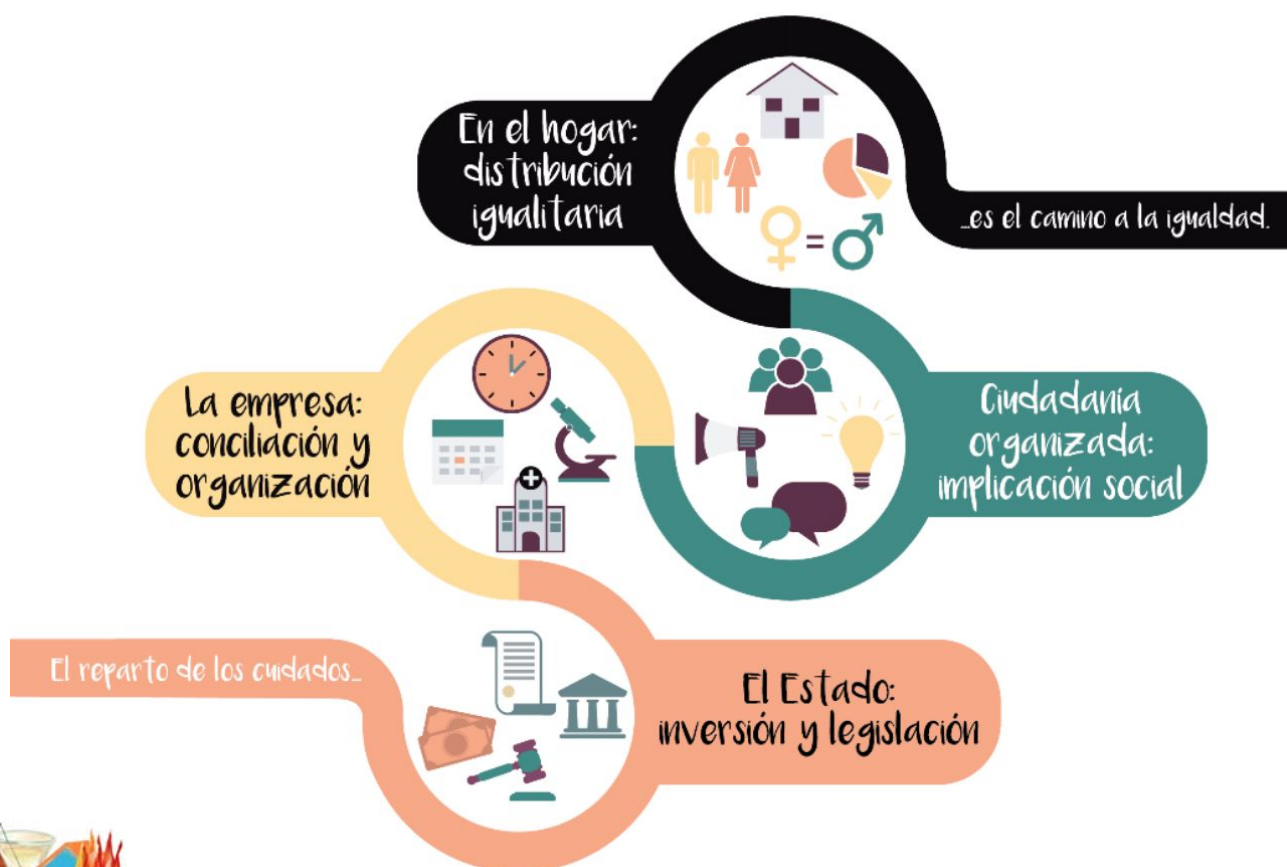 En el hogar:
distribución
igualitaria
...es el camino a la igualdad.
La empresa:
conciliación y
organización
Ciudadanía
organizada:
implicación social
El reparto de los cuidados...
El Estado:
inversión y legislación